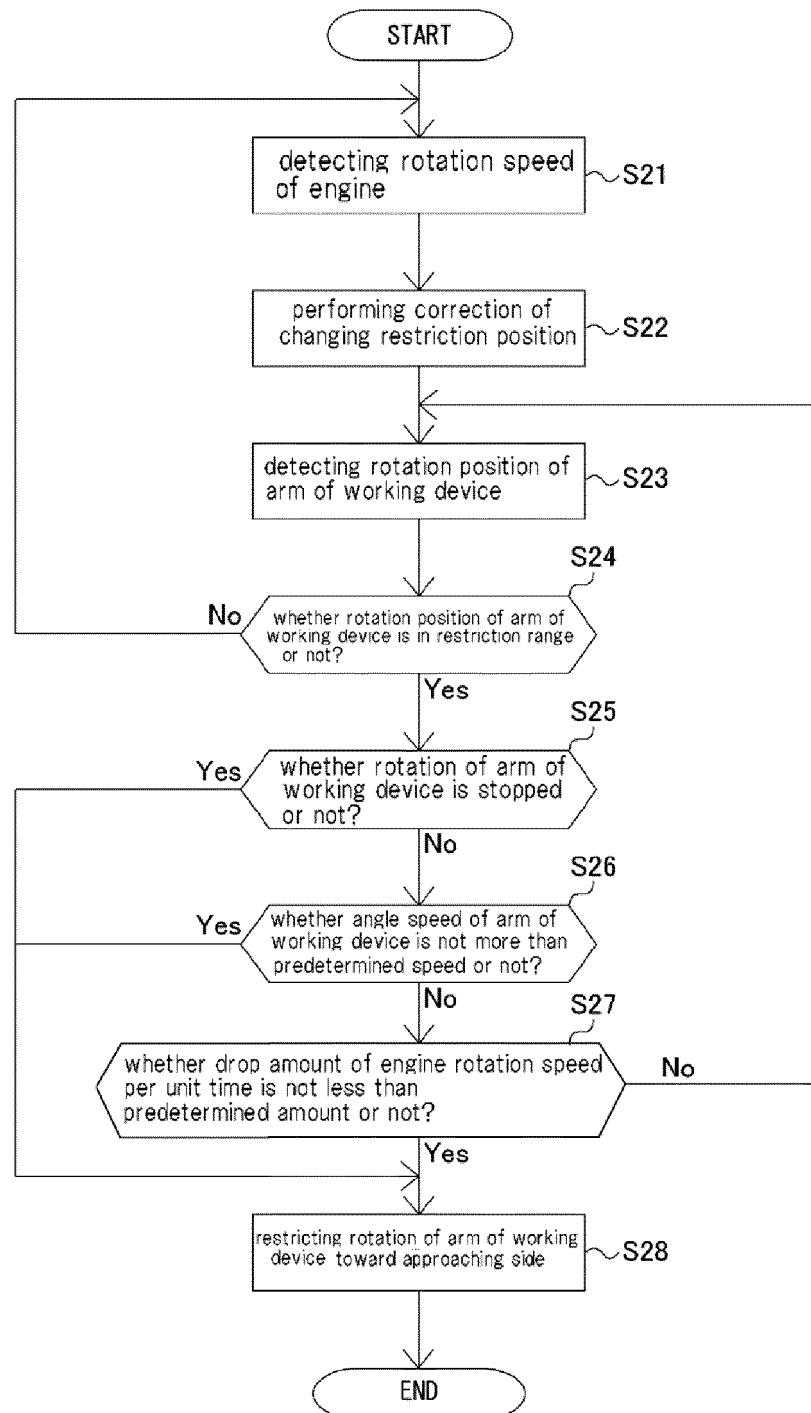 START
detecting rotation speed
of engine
S21
performing correction of
changing restriction position
S22
detecting rotation position of
arm of working device
S23
S24
No
whether rotation position of arm of
working device is in restriction range
or not?
Yes
S25
Yes
whether rotation of arm of
working device is stopped
or not?
No
S26
Yes
whether angle speed of arm of
working device is not more than
predetermined speed or not?
No
S27
whether drop amount of engine rotation speed
per unit time is not less than
predetermined amount or not?
No
Yes
restricting rotation of arm of working
device toward approaching side
S28
END